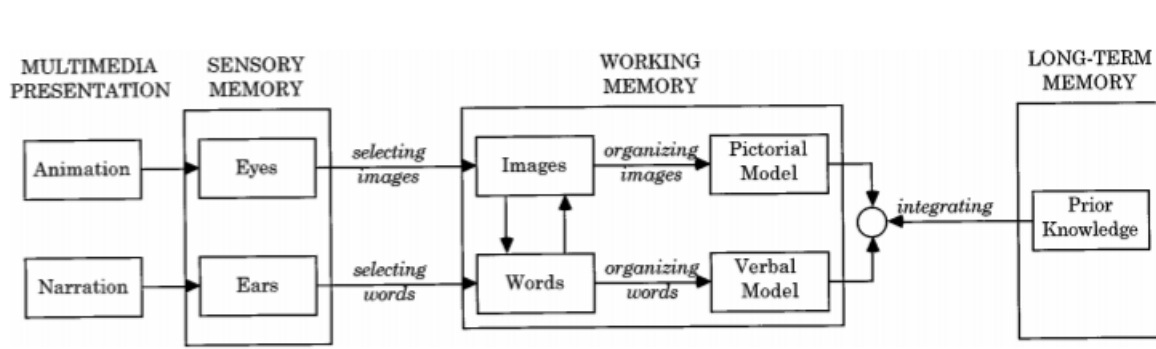 MULTIMEDIA
PRESENTATION
SENSORY
MEMORY
WORKING
MEMORY
LONG-TERM
MEMORY
Animation
Eyes
selecting
images
Images
organizing
images
Pictorial
Model
integrating
Prior
Knowledge
Narration
Ears
selecting
words
Words
organizing
words
Verbal
Model